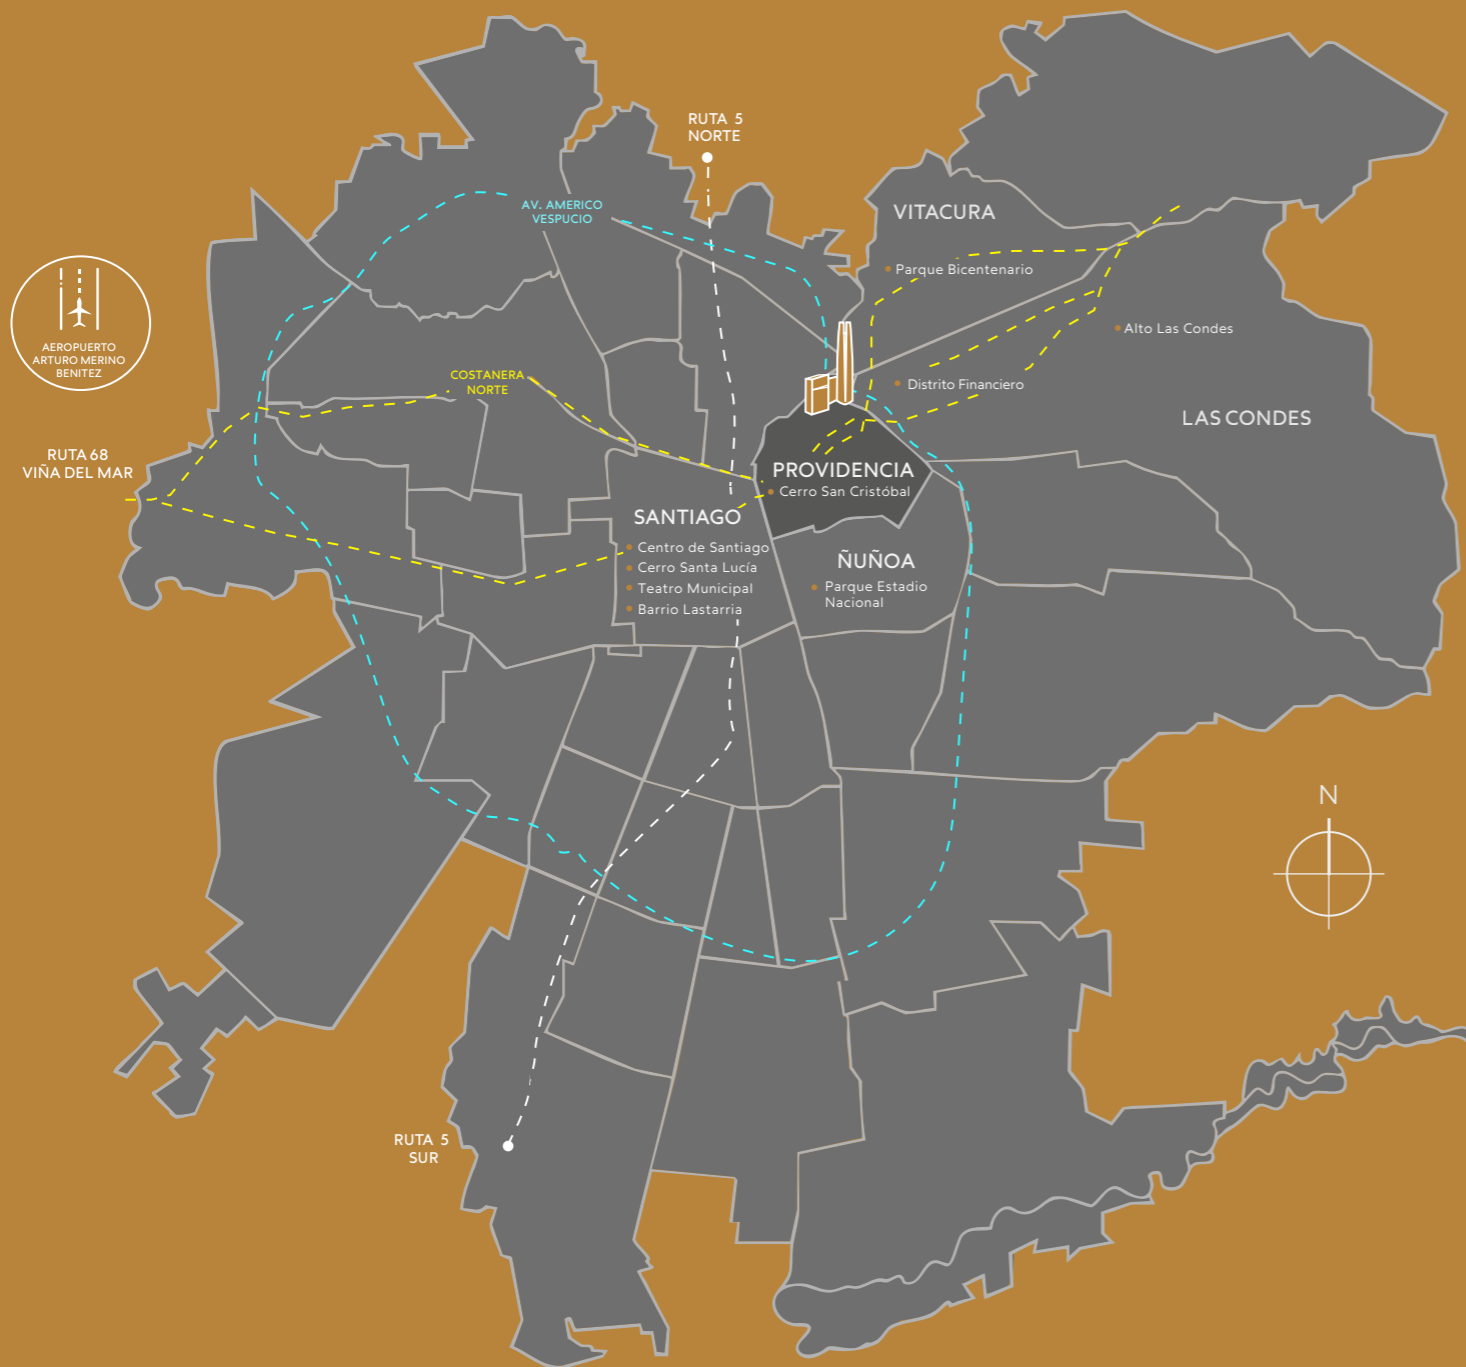 RUTA 5
NORTE
AV. AMERICO
VESPUCIO
VITACURA
Parque Bicentenario
AEROPUERTO
ARTURO MERINO
BENITEZ
Alto Las Condes
COSTANERA
NORTE
Distrito Financiero
LAS CONDES
RUTA 68
VIÑA DEL MAR
PROVIDENCIA
Cerro San Cristóbal
SANTIAGO
Centro de Santiago
Cerro Santa Lucía
Teatro Municipal
Barrio Lastarria
ÑUÑOA
Parque Estadio
Nacional
N
RUTA 5
SUR